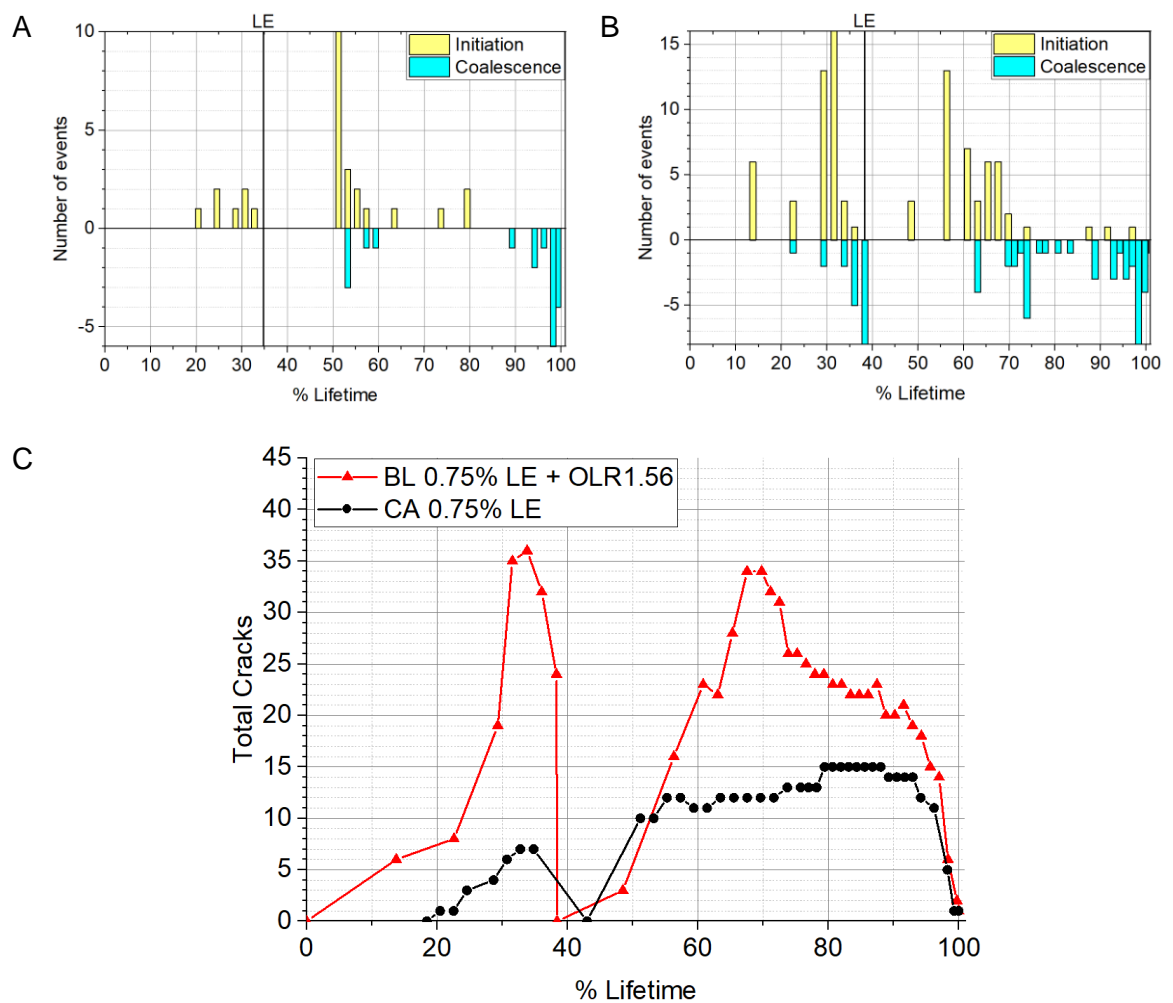 A
LE
Initiation
Coalescence
Number of events
10
5
0
-5
0 10 20 30 40 50 60 70 80 90 100
% Lifetime
B
LE
Initiation
Coalescence
Number of events
15
10
5
0
-5
0 10 20 30 40 50 60 70 80 90 100
% Lifetime
C
BL 0.75% LE + OLR1.56
CA 0.75% LE
Total Cracks
45
40
35
30
25
20
15
10
5
0
0 20 40 60 80 100
% Lifetime